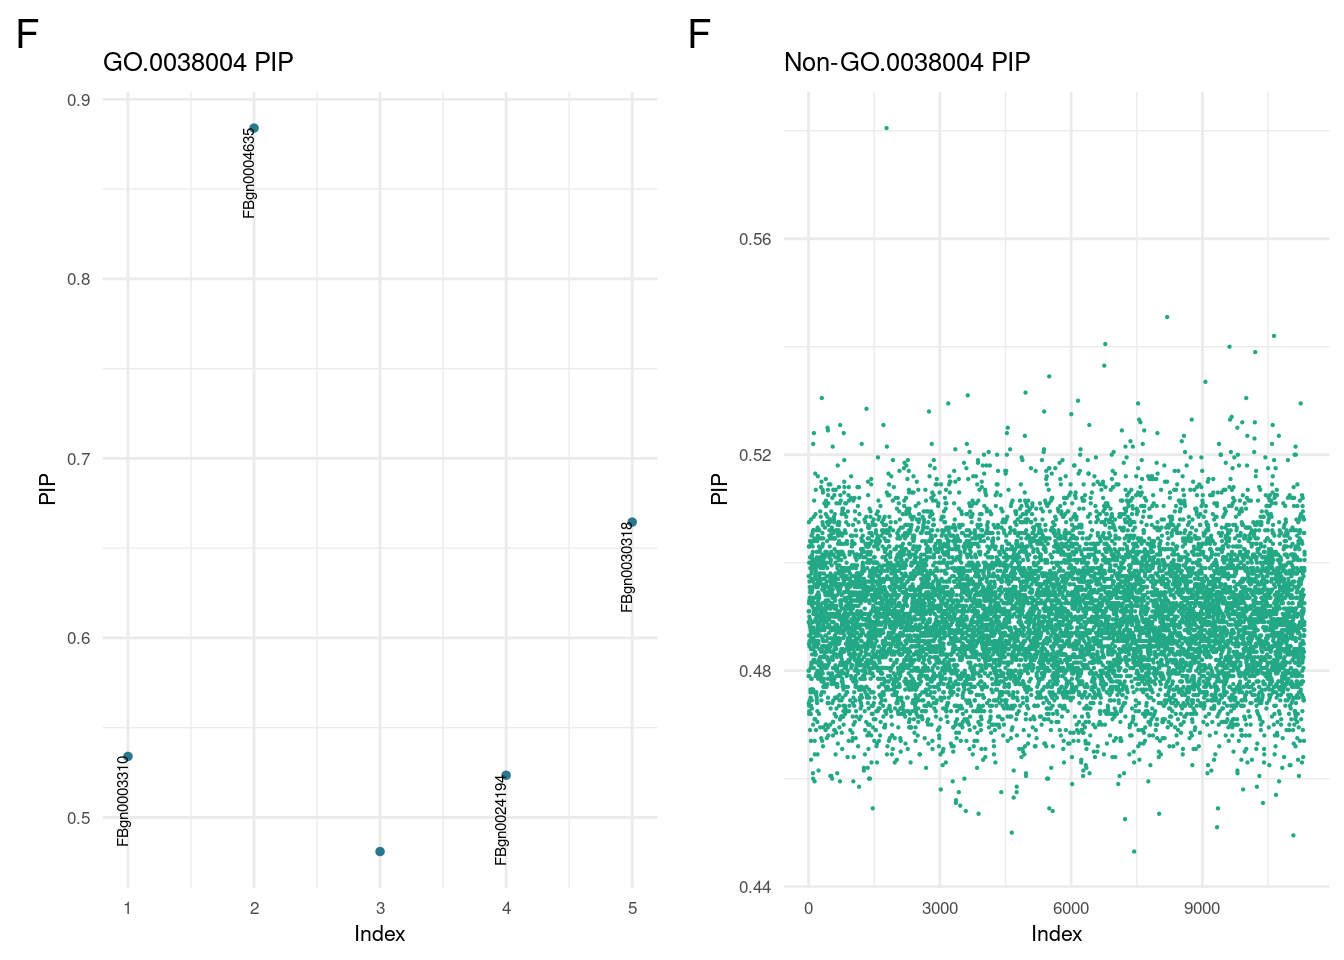 F
GO.0038004 PIP
PIP
0.9
0.8
0.7
0.6
0.5
FBgn0003310
FBgn0004635
FBgn0024194
FBgn0030318
1 2 3 4 5
Index
F
Non-GO.0038004 PIP
PIP
0.56
0.52
0.48
0.44
0 3000 6000 9000
Index